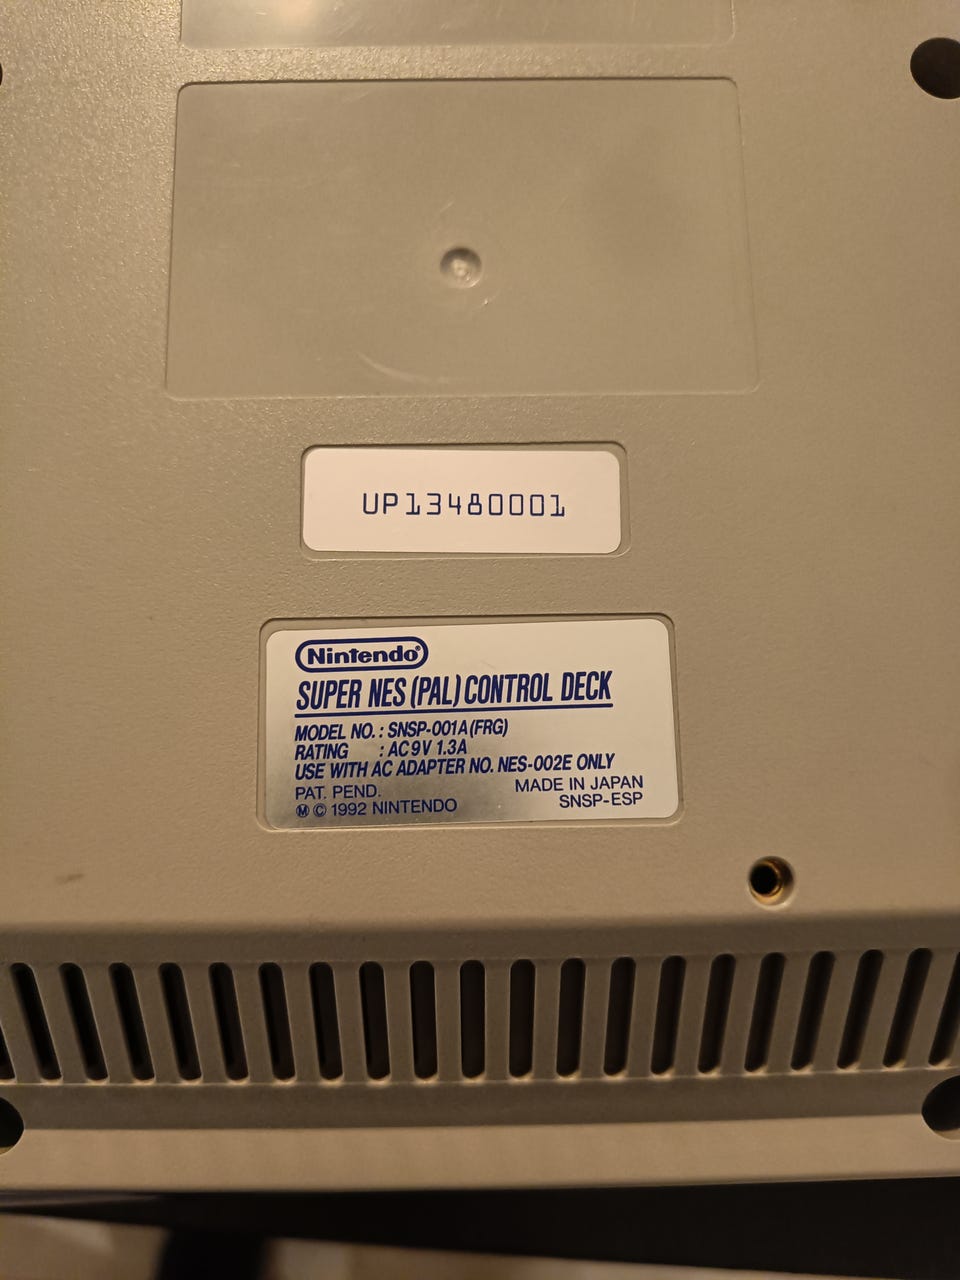 UP13480001
Nintendo®
SUPER NES (PAL) CONTROL DECK
MODEL NO. : SNSP-001A (FRG)
RATING : AC 9V 1.3A
USE WITH AC ADAPTER NO. NES-002E ONLY
PAT. PEND. MADE IN JAPAN
Ⓜ © 1992 NINTENDO SNSP-ESP